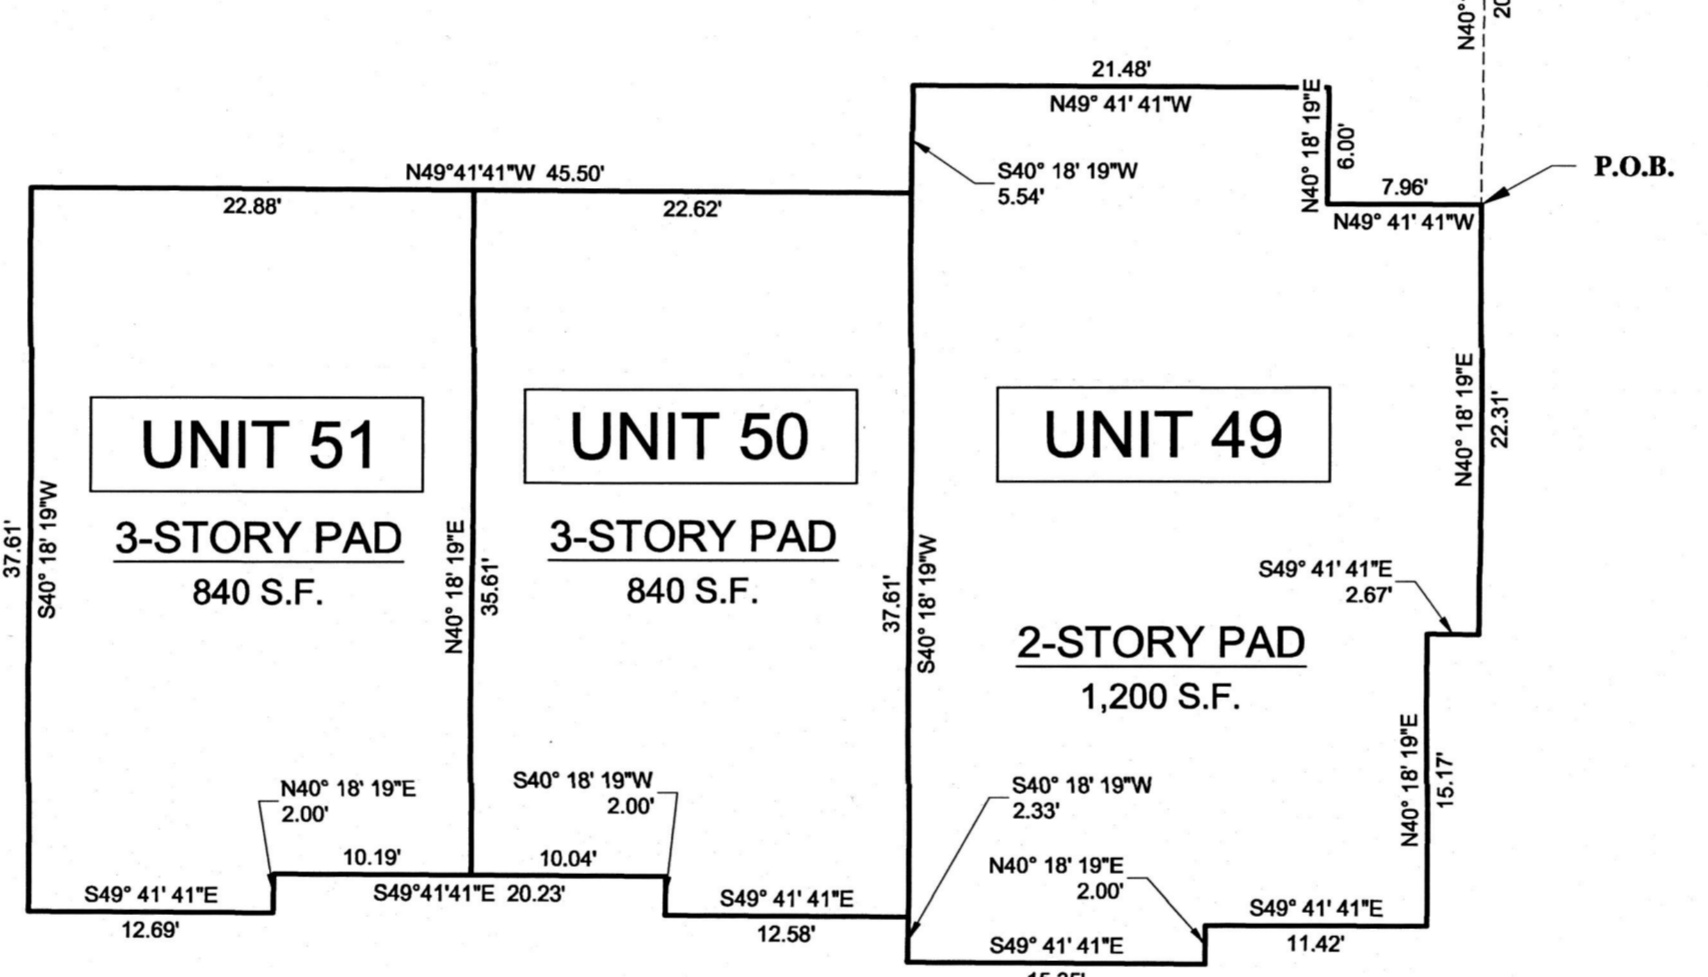 N40°
20
21.48'
N49° 41' 41"W
N40° 18' 19"E
6.00'
S40° 18' 19"W
5.54'
7.96'
N49° 41' 41"W
P.O.B.
N49°41'41"W 45.50'
22.88'
22.62'
UNIT 51
3-STORY PAD
840 S.F.
UNIT 50
3-STORY PAD
840 S.F.
UNIT 49
2-STORY PAD
1,200 S.F.
37.61'
S40° 18' 19"W
N40° 18' 19"E
35.61'
37.61'
S40° 18' 19"W
N40° 18' 19"E
22.31'
S49° 41' 41"E
2.67'
N40° 18' 19"E
15.17'
N40° 18' 19"E
2.00'
S40° 18' 19"W
2.00'
S40° 18' 19"W
2.33'
N40° 18' 19"E
2.00'
10.19'
10.04'
S49°41'41"E 20.23'
S49° 41' 41"E
12.69'
S49° 41' 41"E
12.58'
S49° 41' 41"E
S49° 41' 41"E
11.42'